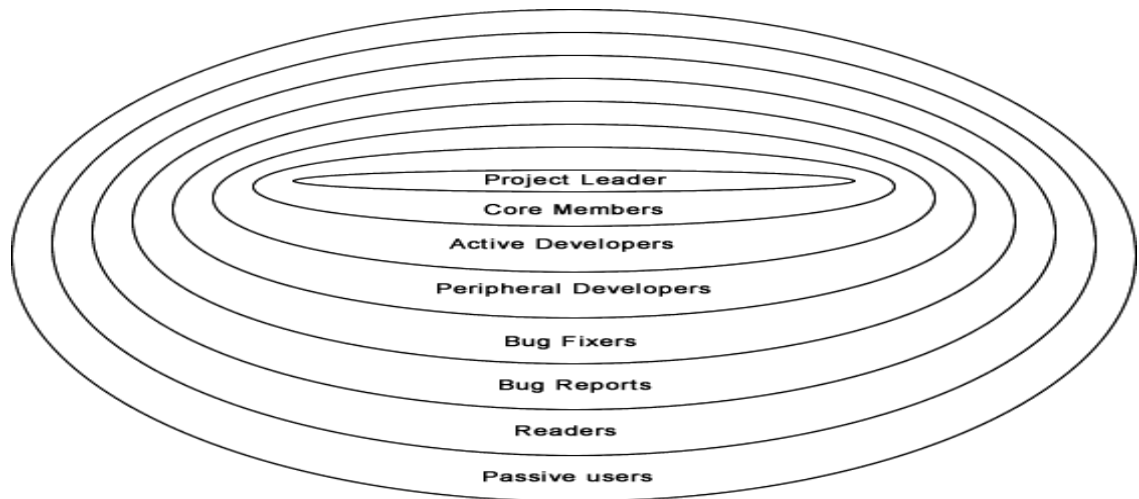 Project Leader
Core Members
Active Developers
Peripheral Developers
Bug Fixers
Bug Reports
Readers
Passive users